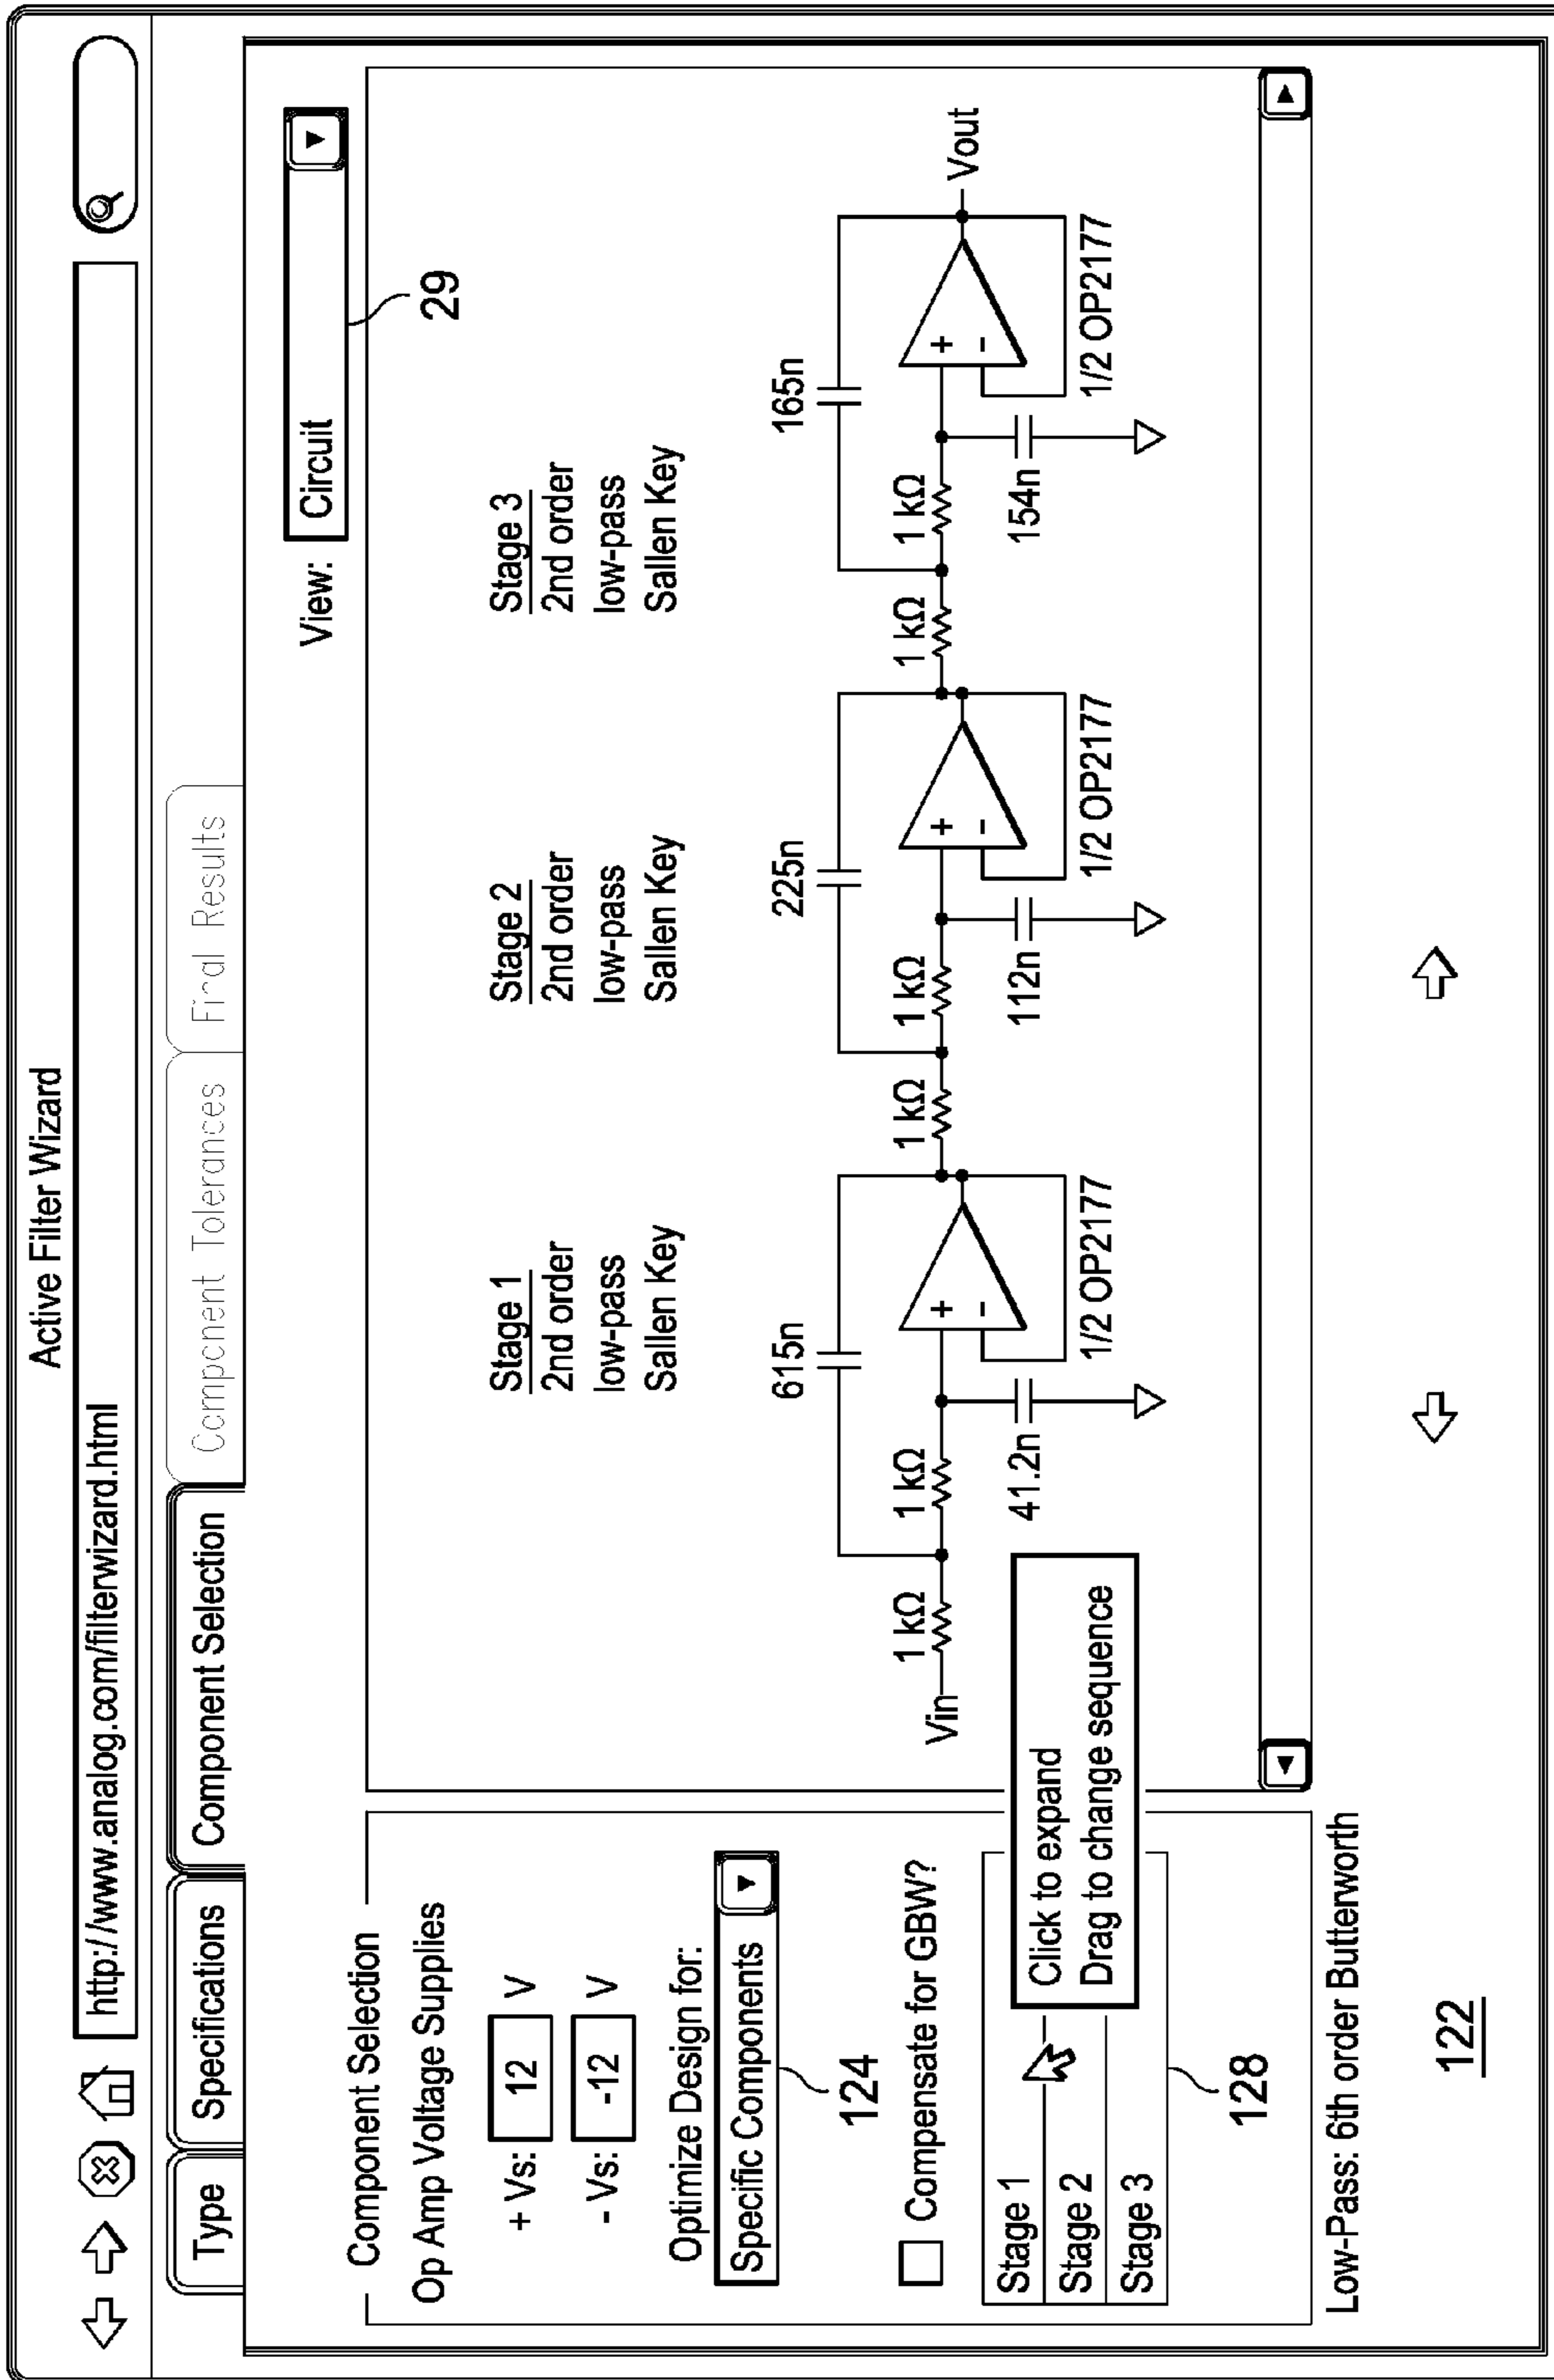 Active Filter Wizard
http://www.analog.com/filterwizard.html
Type
Specifications
Component Selection
Compcnent Tolerances
Final Results
Component Selection
Op Amp Voltage Supplies
+ Vs: 12 V
- Vs: -12 V
Optimize Design for:
Specific Components
124
Compensate for GBW?
Stage 1
Stage 2
Stage 3
Click to expand
Drag to change sequence
128
View: Circuit
29
Stage 1
2nd order
low-pass
Sallen Key
Stage 2
2nd order
low-pass
Sallen Key
Stage 3
2nd order
low-pass
Sallen Key
615n
225n
165n
Vin
1 kΩ
1 kΩ
1 kΩ
1 kΩ
1 kΩ
1 kΩ
Vout
+
-
+
-
+
-
41.2n
112n
154n
1/2 OP2177
1/2 OP2177
1/2 OP2177
Low-Pass: 6th order Butterworth
122